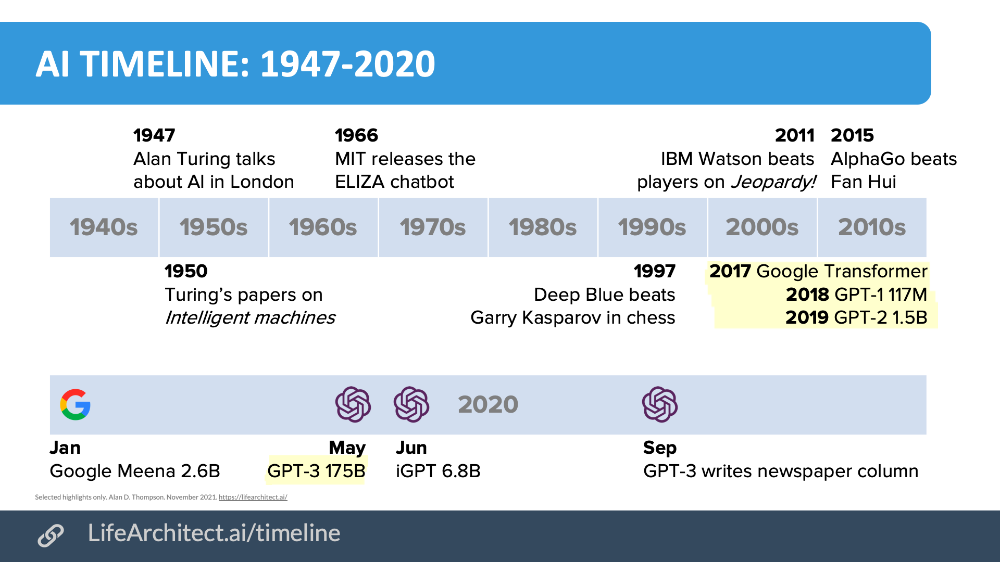 AI TIMELINE: 1947-2020
1947
Alan Turing talks
about AI in London
1966
MIT releases the
ELIZA chatbot
2011
IBM Watson beats
players on Jeopardy!
2015
AlphaGo beats
Fan Hui
1940s
1950s
1960s
1970s
1980s
1990s
2000s
2010s
1950
Turing’s papers on
Intelligent machines
1997
Deep Blue beats
Garry Kasparov in chess
2017 Google Transformer
2018 GPT-1 117M
2019 GPT-2 1.5B
2020
Jan
Google Meena 2.6B
May
GPT-3 175B
Jun
iGPT 6.8B
Sep
GPT-3 writes newspaper column
Selected highlights only. Alan D. Thompson. November 2021. https://lifearchitect.ai/
LifeArchitect.ai/timeline